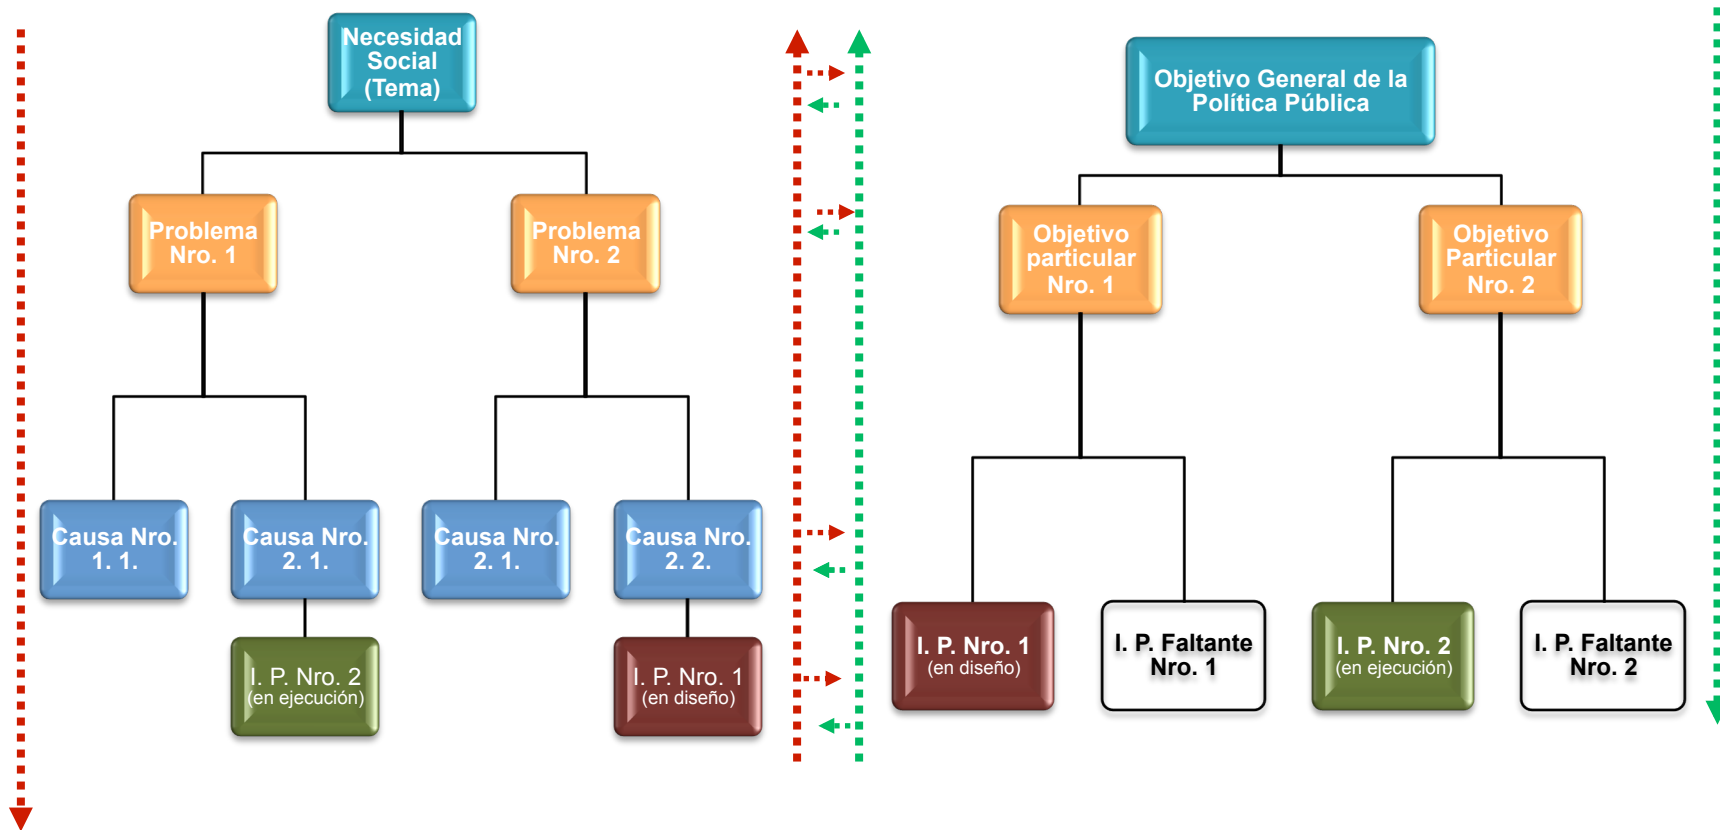 Necesidad
Social
(Tema)
Problema
Nro. 1
Problema
Nro. 2
Causa Nro.
1. 1.
Causa Nro.
2. 1.
Causa Nro.
2. 1.
Causa Nro.
2. 2.
I. P. Nro. 2
(en ejecución)
I. P. Nro. 1
(en diseño)
Objetivo General de la
Política Pública
Objetivo
particular
Nro. 1
Objetivo
Particular
Nro. 2
I. P. Nro. 1
(en diseño)
I. P. Faltante
Nro. 1
I. P. Nro. 2
(en ejecución)
I. P. Faltante
Nro. 2